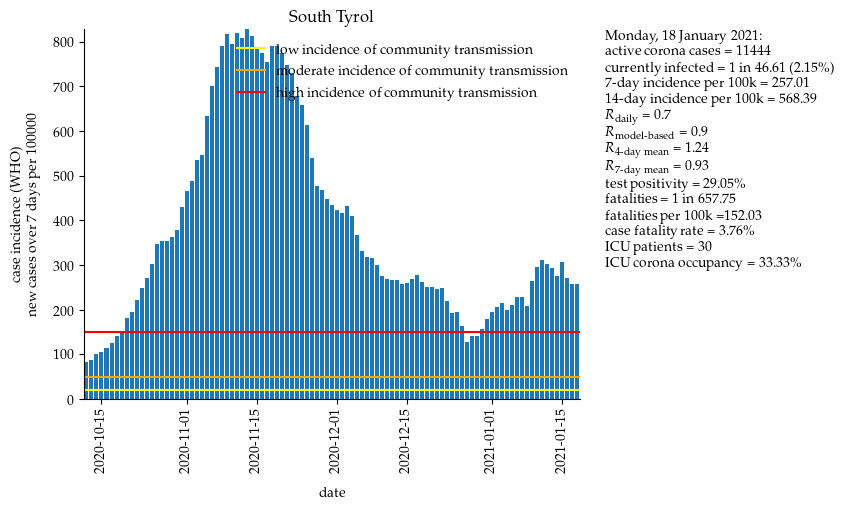 South Tyrol
low incidence of community transmission
moderate incidence of community transmission
high incidence of community transmission
case incidence (WHO)
new cases over 7 days per 100000
800
700
600
500
400
300
200
100
0
2020-10-15
2020-11-01
2020-11-15
2020-12-01
2020-12-15
2021-01-01
2021-01-15
date
Monday, 18 January 2021:
active corona cases = 11444
currently infected = 1 in 46.61 (2.15%)
7-day incidence per 100k = 257.01
14-day incidence per 100k = 568.39
R daily = 0.7
R model-based = 0.9
R 4-day mean = 1.24
R 7-day mean = 0.93
test positivity = 29.05%
fatalities = 1 in 657.75
fatalities per 100k =152.03
case fatality rate = 3.76%
ICU patients = 30
ICU corona occupancy = 33.33%